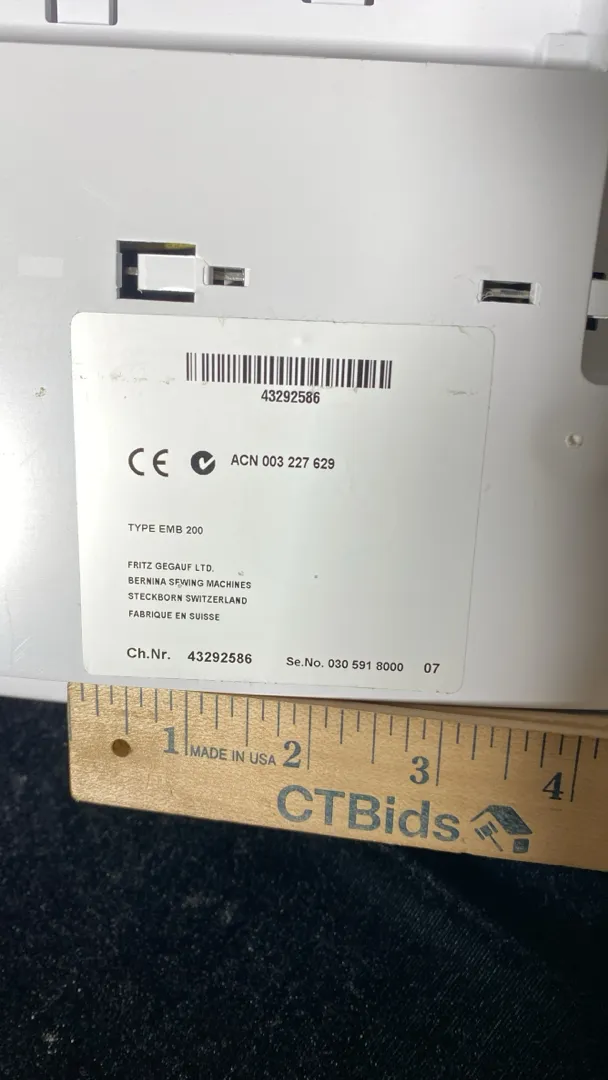 43292586
CE ACN 003 227 629
TYPE EMB 200
FRITZ GEGAUF LTD.
BERNINA SEWING MACHINES
STECKBORN SWITZERLAND
FABRIQUE EN SUISSE
Ch.Nr. 43292586 Se.No. 030 591 8000 07
1 MADE IN USA 2 3 4
CTBids